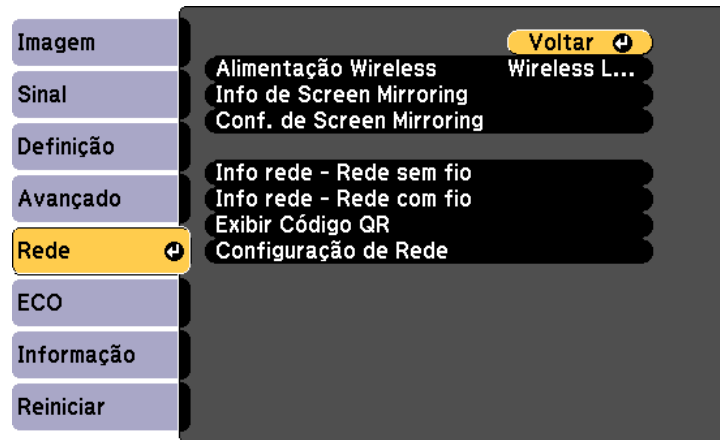 Imagem
Sinal
Definição
Avançado
Rede
ECO
Informação
Reiniciar
Voltar
Alimentação Wireless Wireless L...
Info de Screen Mirroring
Conf. de Screen Mirroring
Info rede - Rede sem fio
Info rede - Rede com fio
Exibir Código QR
Configuração de Rede